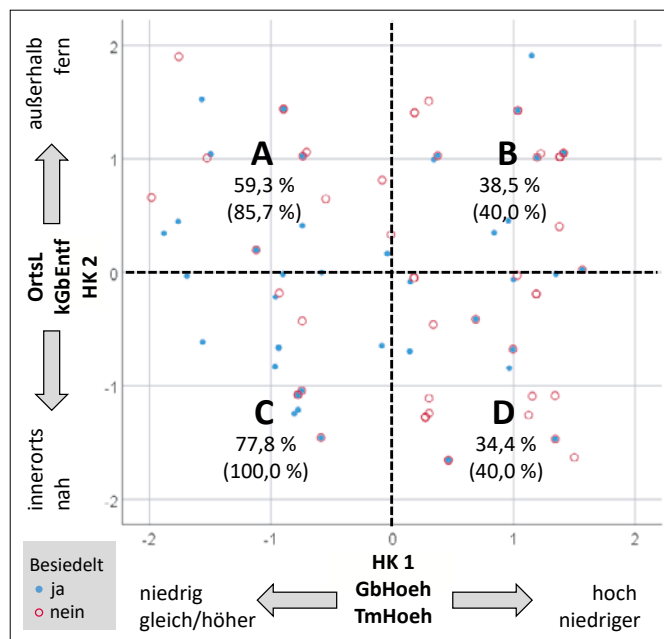 außerhalb
fern
OrtsL
kGbEntf
HK 2
innerorts
nah
2
1
0
-1
-2
A
59,3 %
(85,7 %)
B
38,5 %
(40,0 %)
C
77,8 %
(100,0 %)
D
34,4 %
(40,0 %)
-2
-1
0
1
2
Besiedelt
ja
nein
niedrig
gleich/höher
HK 1
GbHoeh
TmHoeh
hoch
niedriger